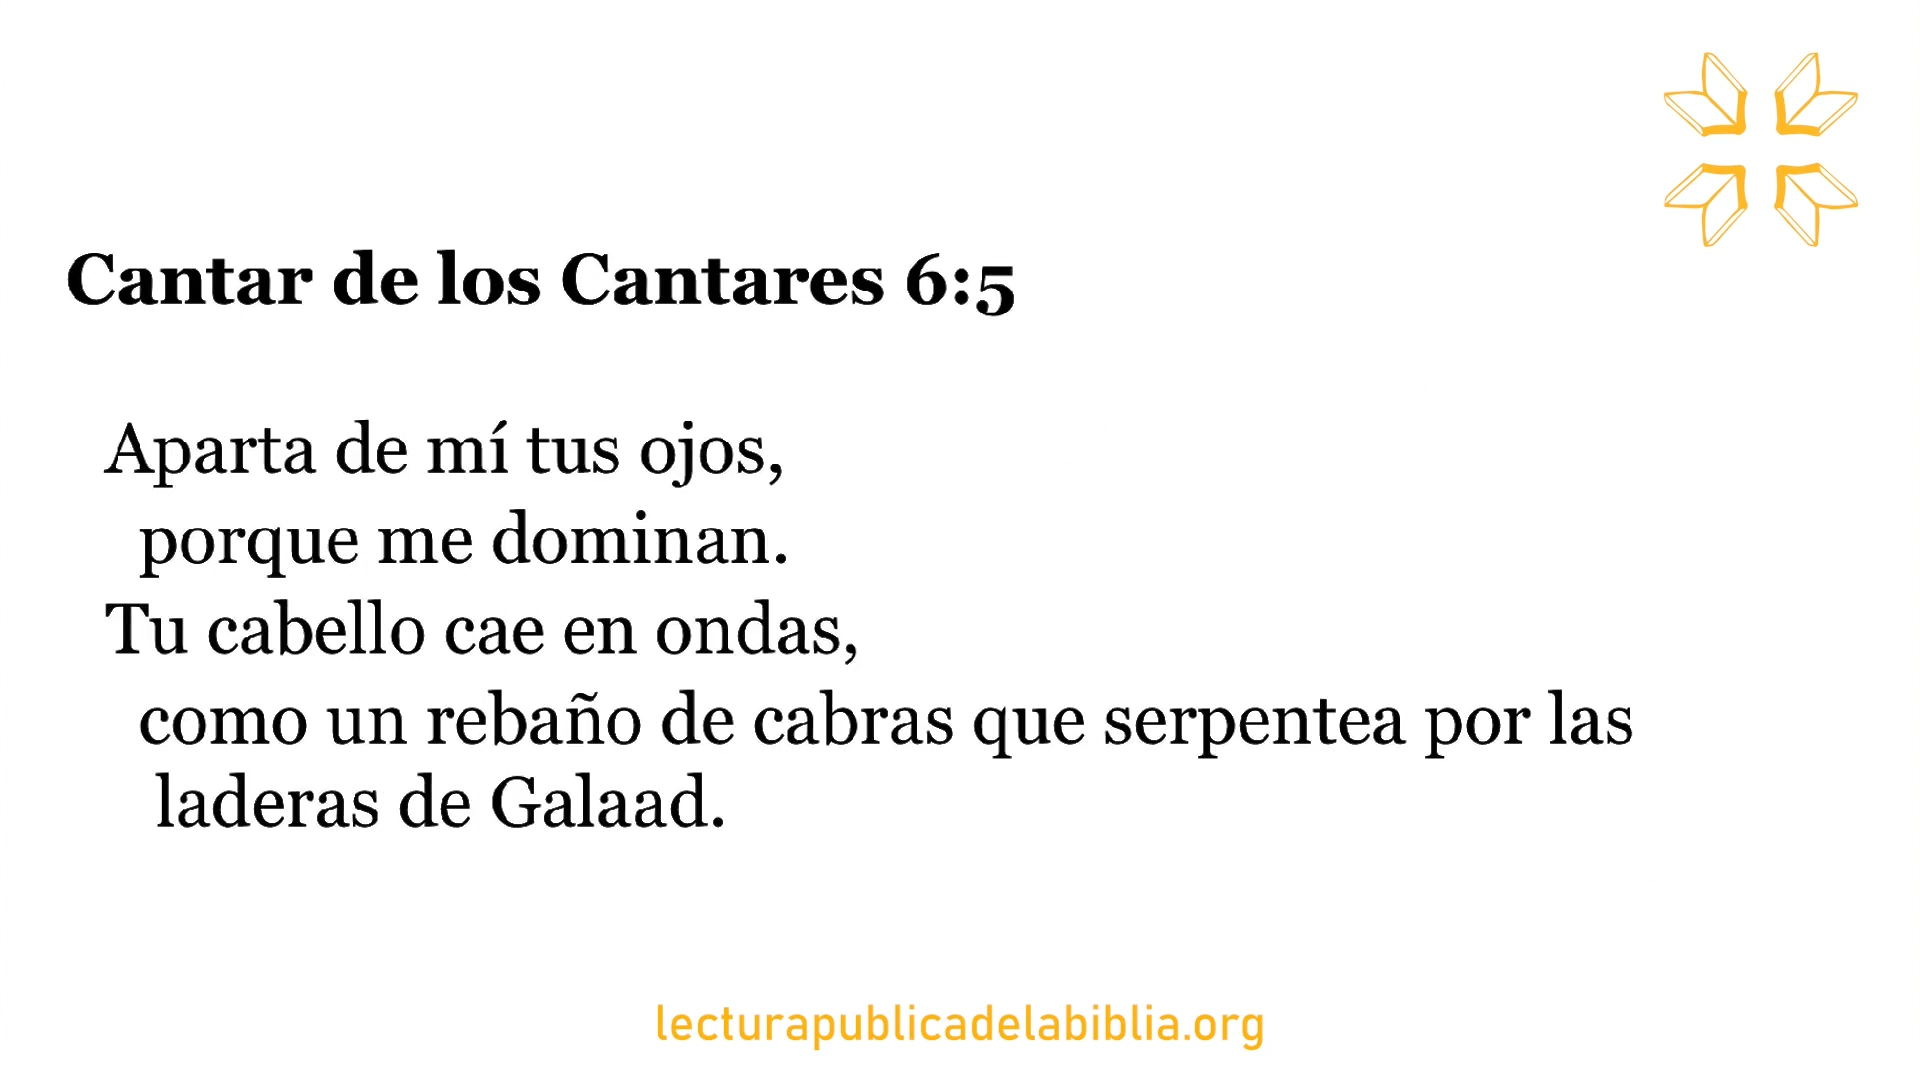 Cantar de los Cantares 6:5
Aparta de mí tus ojos,
porque me dominan.
Tu cabello cae en ondas,
como un rebaño de cabras que serpentea por las
laderas de Galaad.
lecturapublicadelabiblia.org